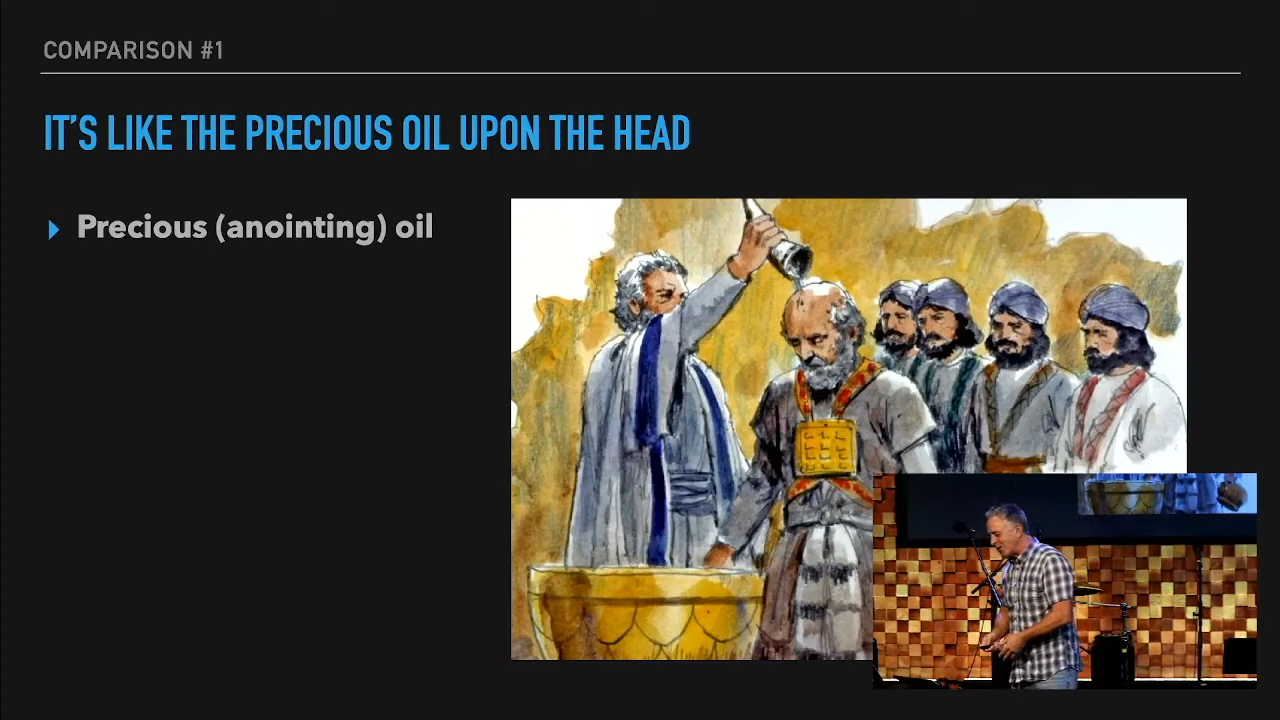 COMPARISON #1
IT'S LIKE THE PRECIOUS OIL UPON THE HEAD
Precious (anointing) oil